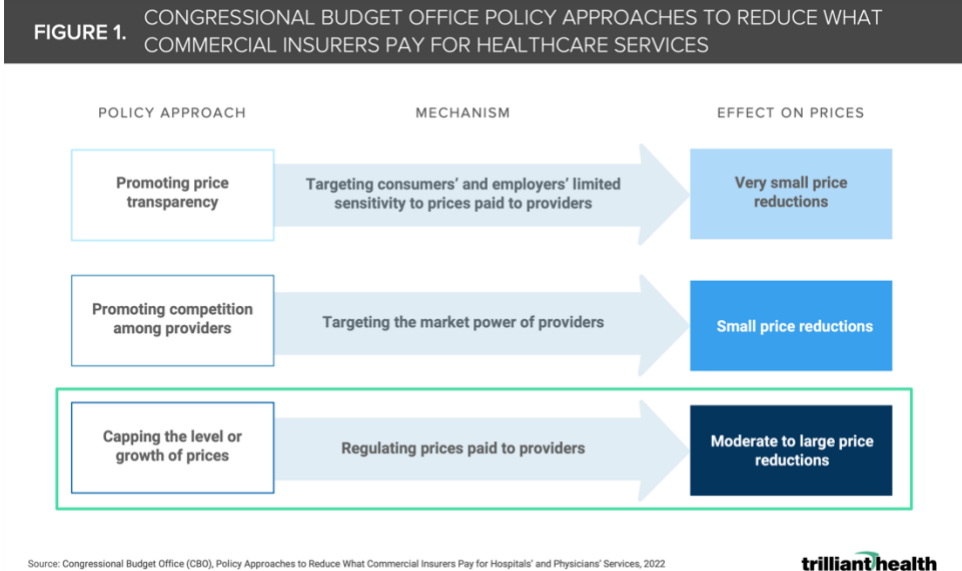 FIGURE 1.
CONGRESSIONAL BUDGET OFFICE POLICY APPROACHES TO REDUCE WHAT
COMMERCIAL INSURERS PAY FOR HEALTHCARE SERVICES
POLICY APPROACH
MECHANISM
EFFECT ON PRICES
Promoting price
transparency
Targeting consumers' and employers' limited
sensitivity to prices paid to providers
Very small price
reductions
Promoting competition
among providers
Targeting the market power of providers
Small price reductions
Capping the level or
growth of prices
Regulating prices paid to providers
Moderate to large price
reductions
Source: Congressional Budget Office (CBO), Policy Approaches to Reduce What Commercial Insurers Pay for Hospitals' and Physicians' Services, 2022
trillianthealth